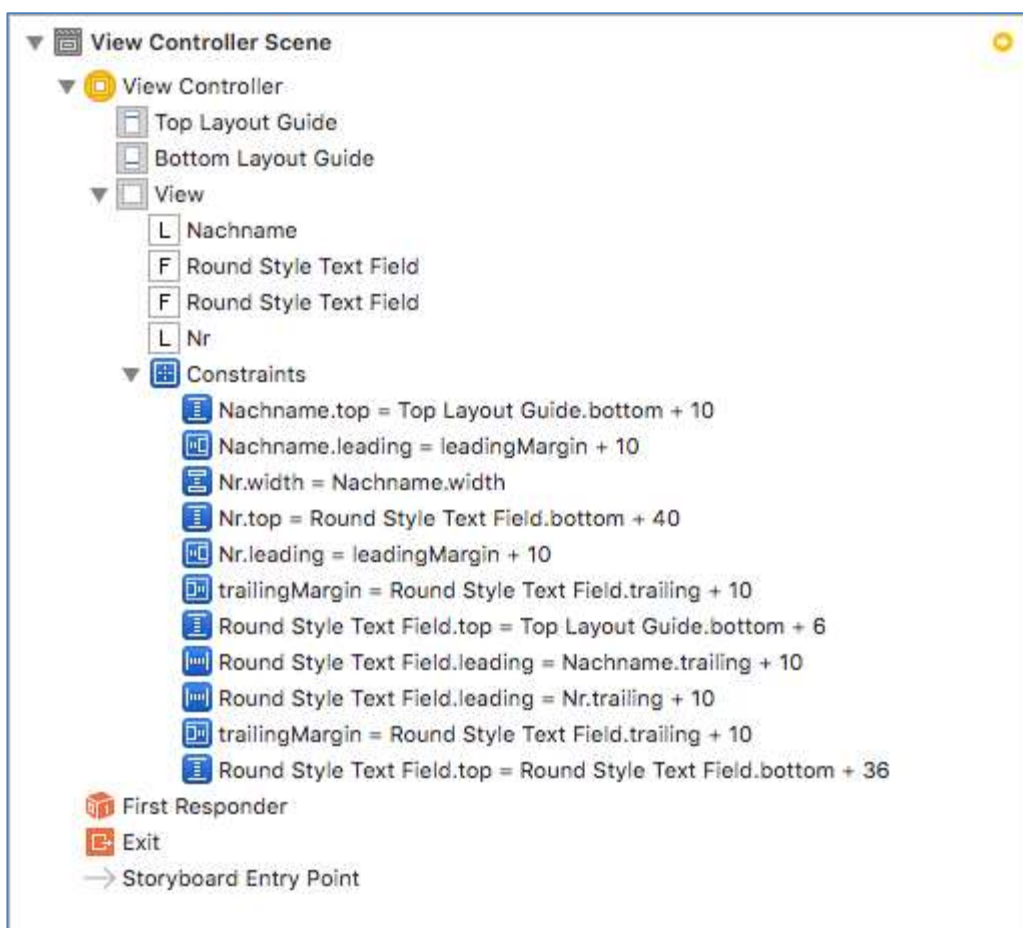 View Controller Scene
View Controller
Top Layout Guide
Bottom Layout Guide
View
L Nachname
F Round Style Text Field
F Round Style Text Field
L Nr
Constraints
Nachname.top = Top Layout Guide.bottom + 10
Nachname.leading = leadingMargin + 10
Nr.width = Nachname.width
Nr.top = Round Style Text Field.bottom + 40
Nr.leading = leadingMargin + 10
trailingMargin = Round Style Text Field.trailing + 10
Round Style Text Field.top = Top Layout Guide.bottom + 6
Round Style Text Field.leading = Nachname.trailing + 10
Round Style Text Field.leading = Nr.trailing + 10
trailingMargin = Round Style Text Field.trailing + 10
Round Style Text Field.top = Round Style Text Field.bottom + 36
First Responder
Exit
Storyboard Entry Point